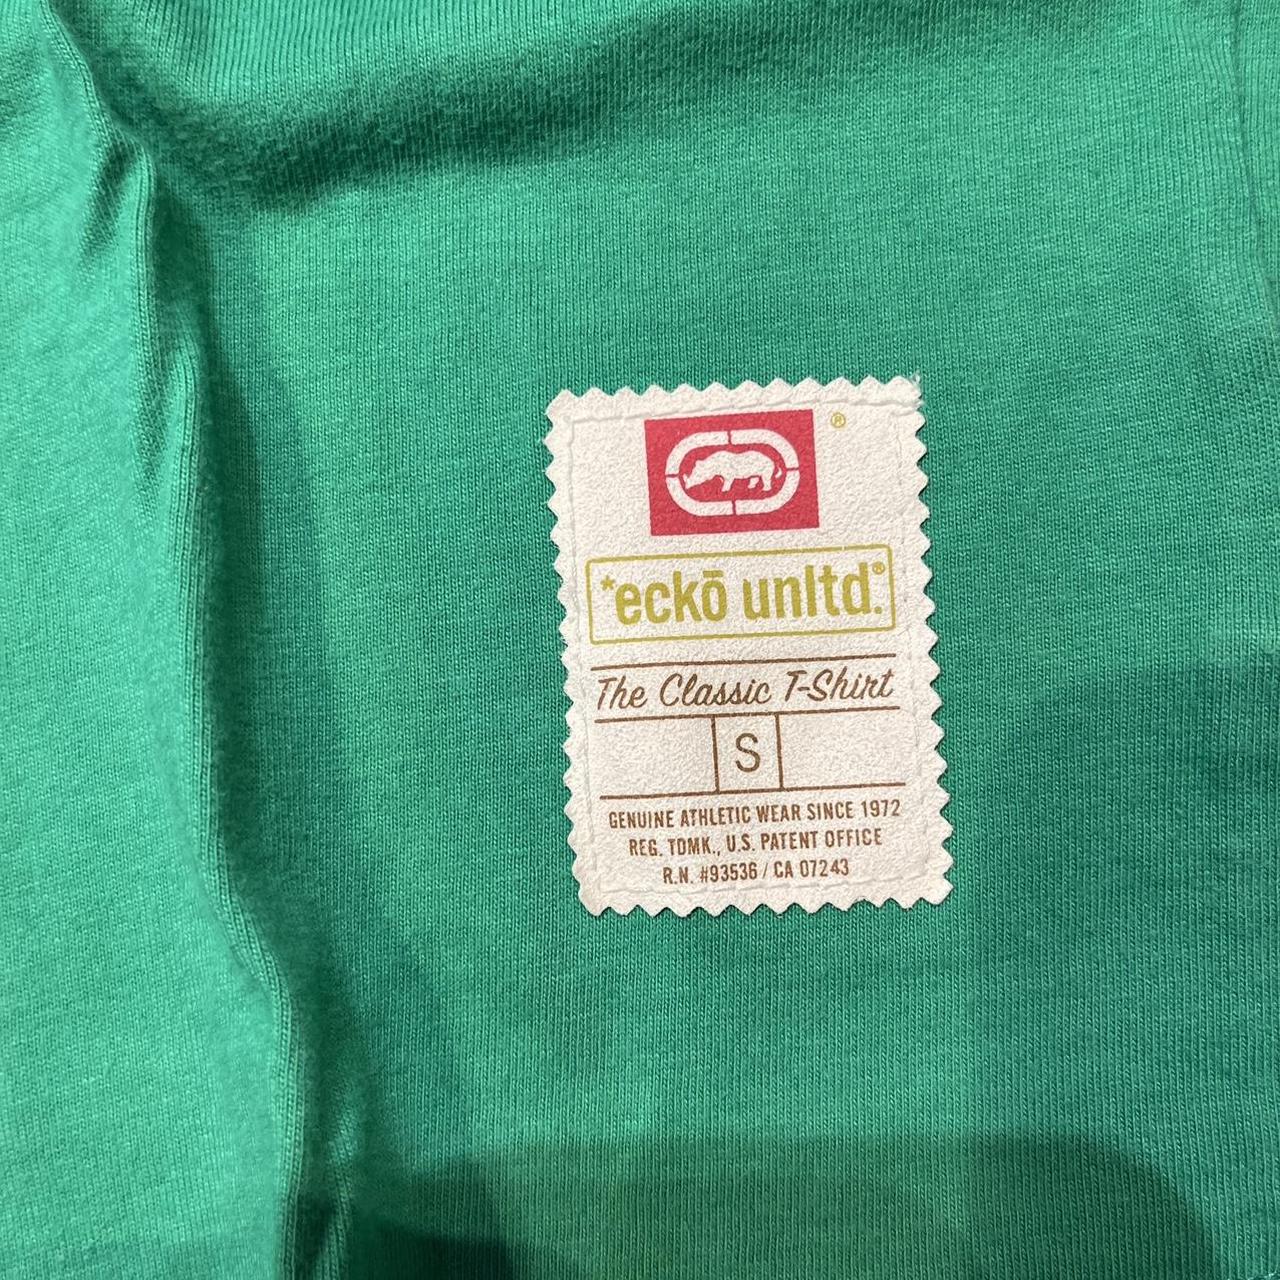 ®
*eckō unltd.®
The Classic T-Shirt
S
GENUINE ATHLETIC WEAR SINCE 1972
REG. TDMK., U.S. PATENT OFFICE
R.N. #93536 / CA 07243